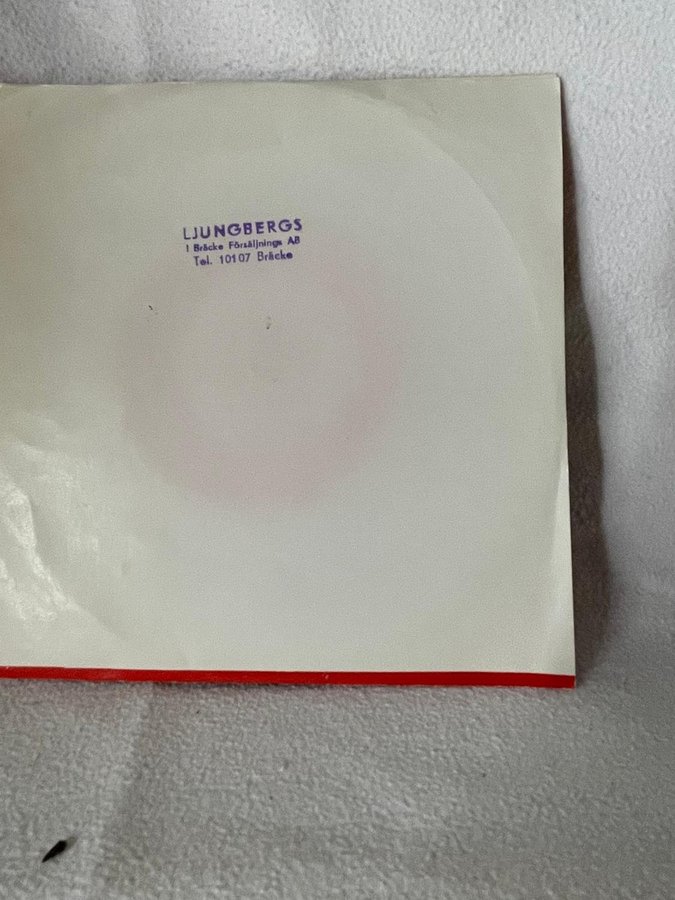 LJUNGBERGS
I Bräcke Försäljnings AB
Tel. 10107 Bräcke